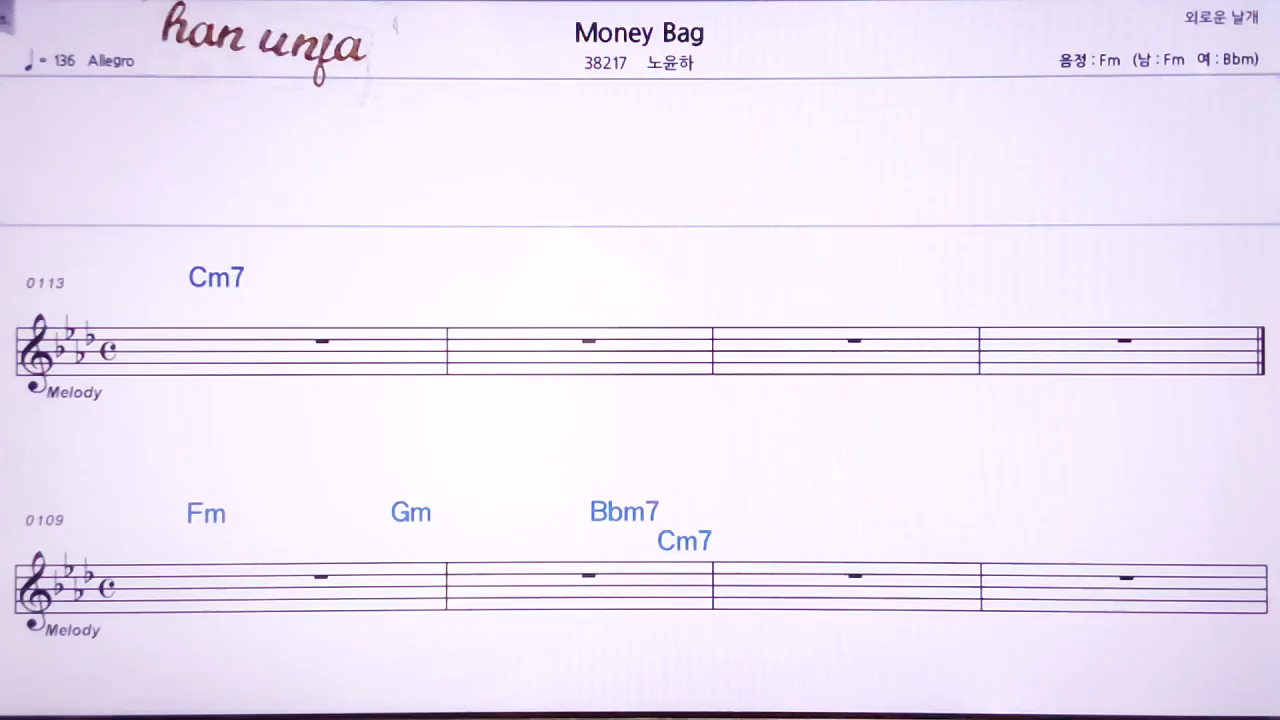 han unja
Money Bag
외로운 날개
♩ = 136 Allegro
38217 노윤하
음정 : Fm (남 : Fm 여 : Bbm)
0113
Cm7
Melody
0109
Fm Gm Bbm7
Cm7
Melody